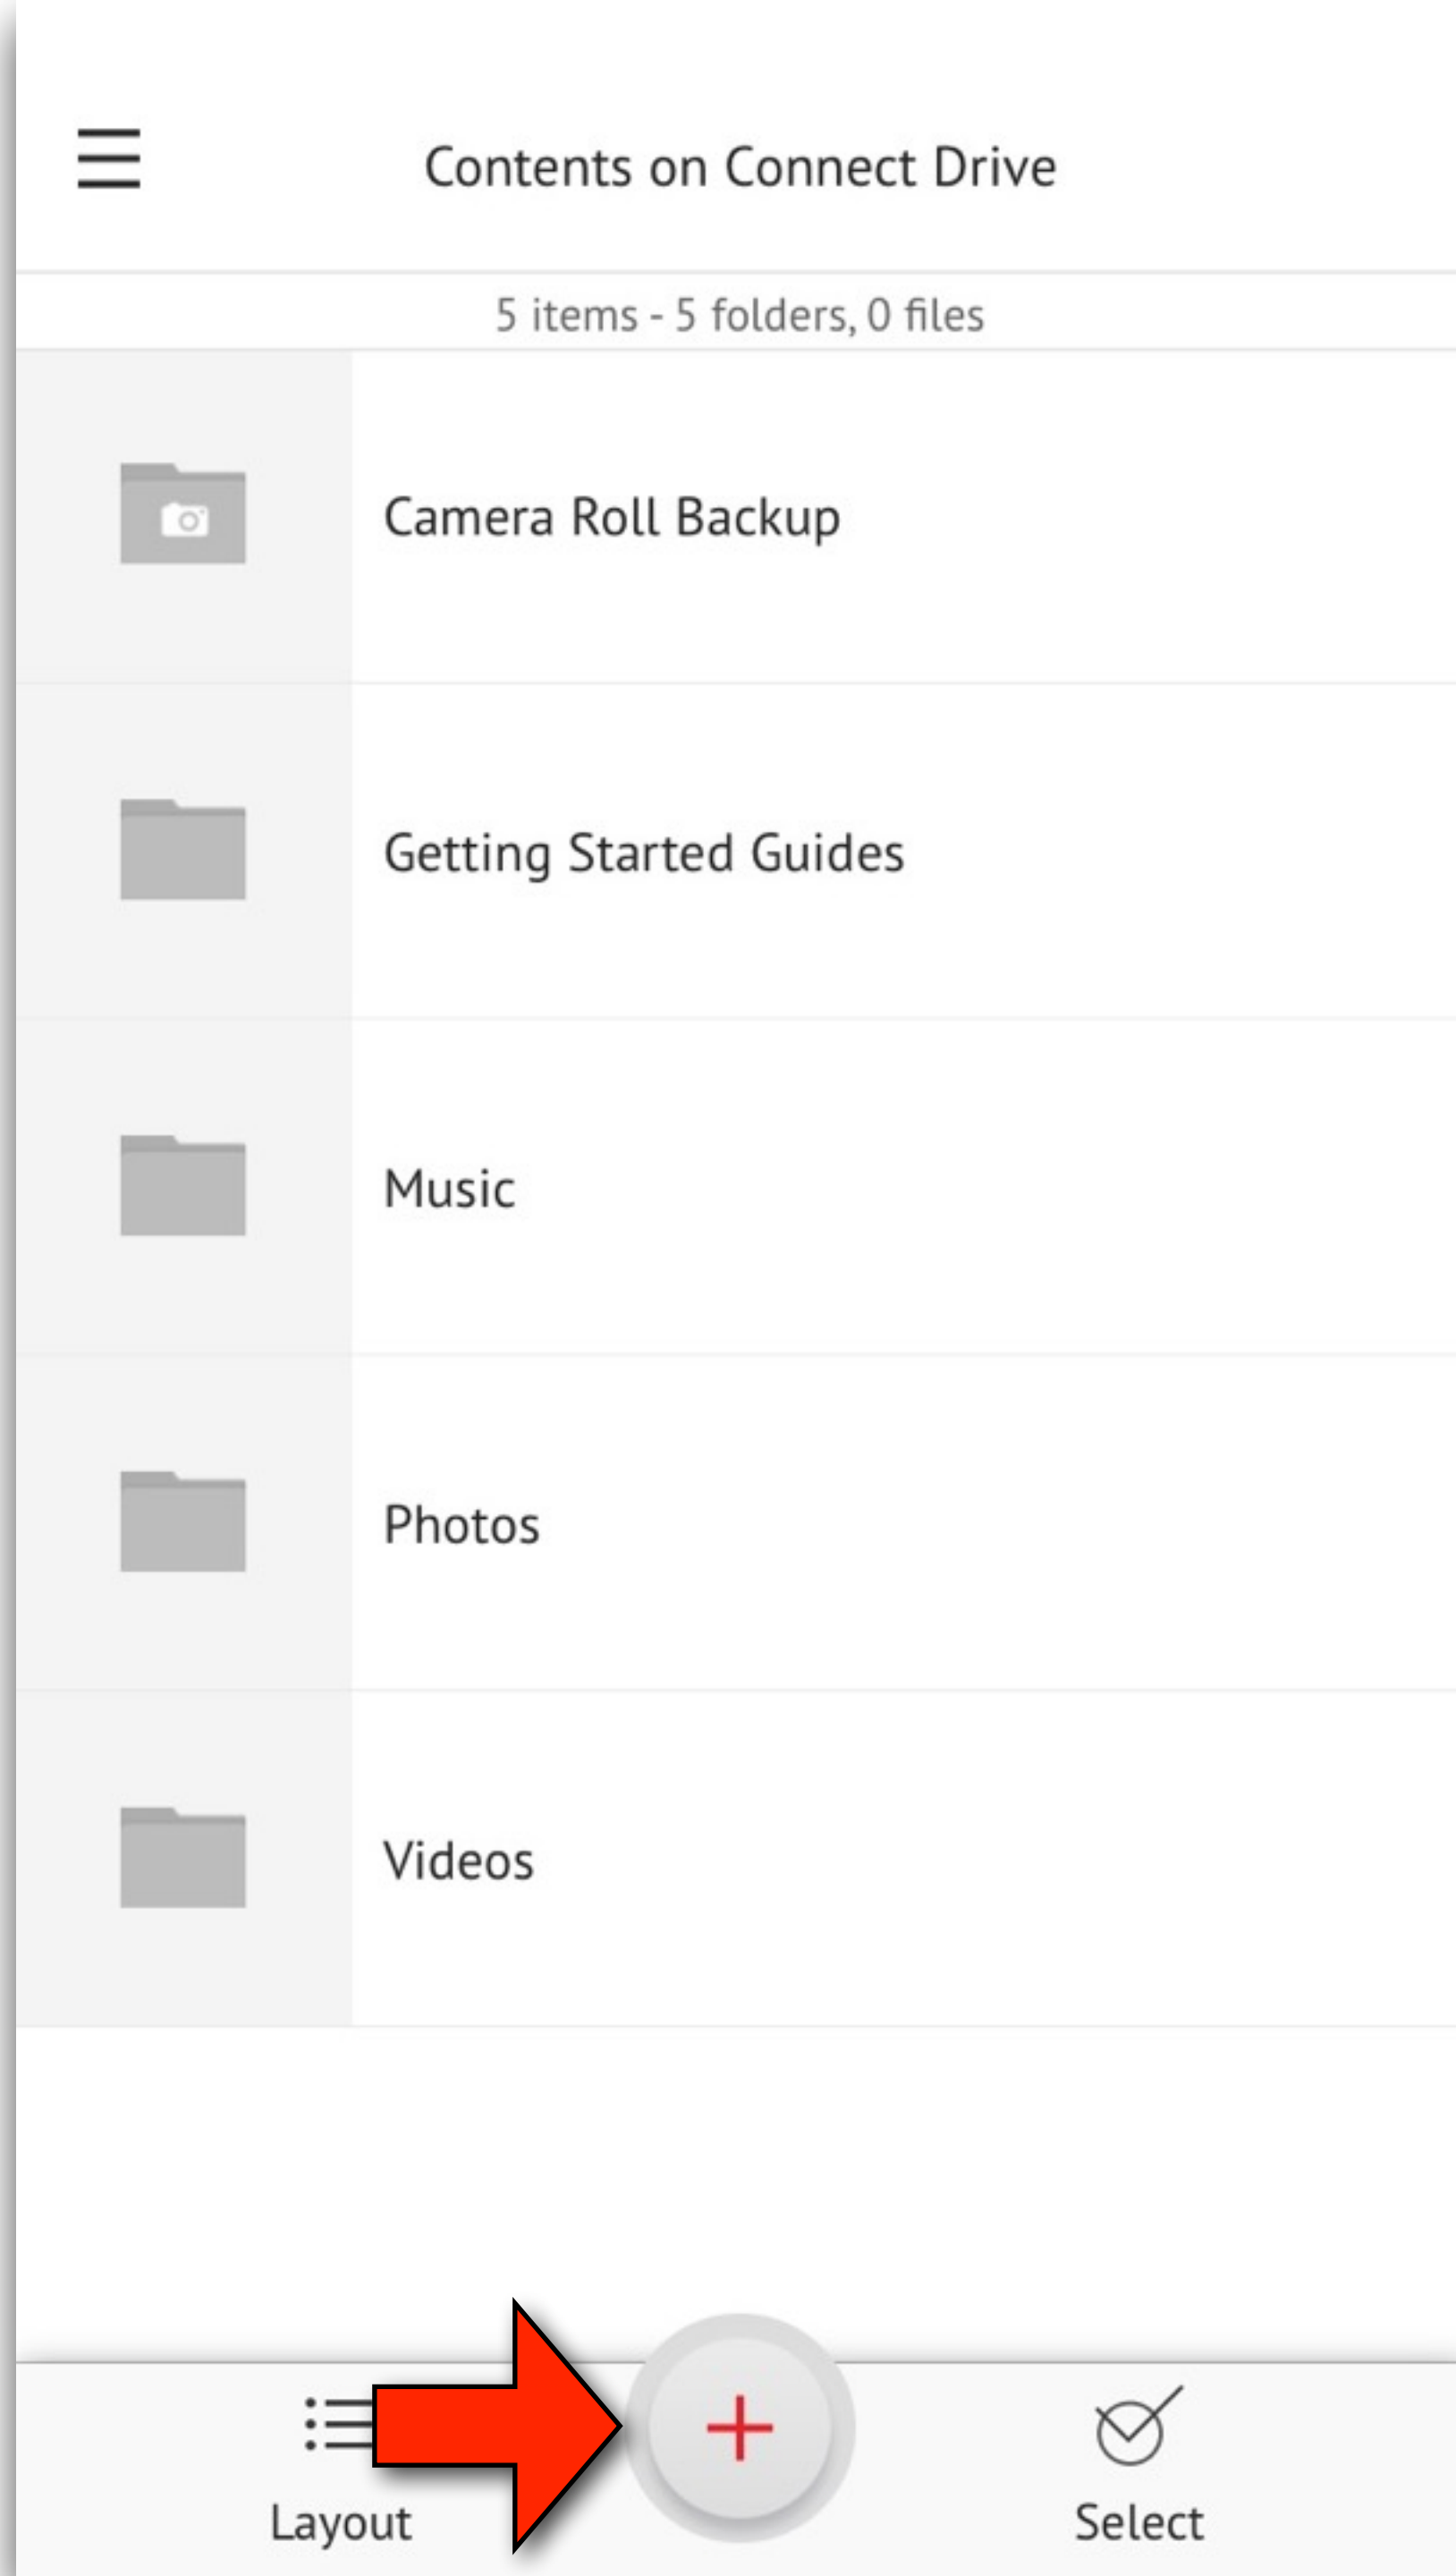 Contents on Connect Drive
5 items - 5 folders, 0 files
Camera Roll Backup
Getting Started Guides
Music
Photos
Videos
Layout
Select